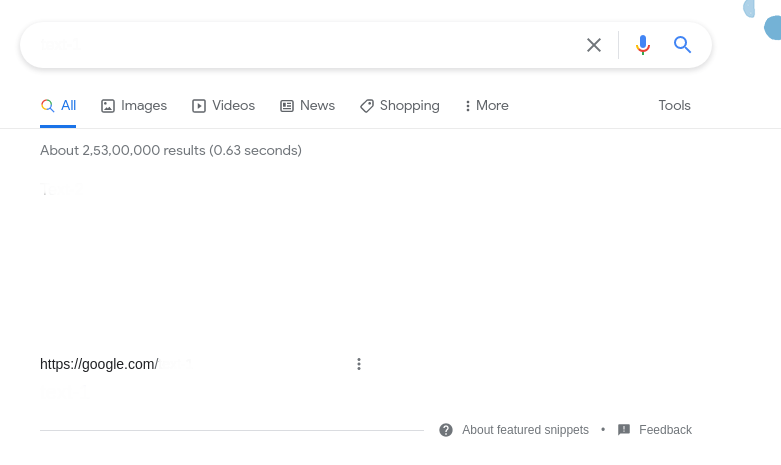 All Images Videos News Shopping More Tools
About 2,53,00,000 results (0.63 seconds)
https://google.com/
About featured snippets • Feedback